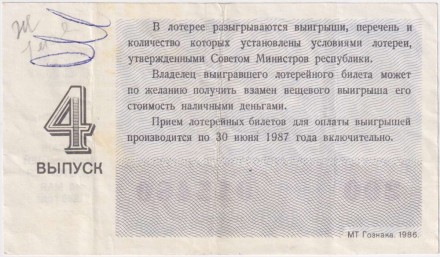 В лотерее разыгрываются выигрыши, перечень и
количество которых установлены условиями лотереи,
утвержденными Советом Министров республики.
Владелец выигравшего лотерейного билета может
по желанию получить взамен вещевого выигрыша его
стоимость наличными деньгами.
Прием лотерейных билетов для оплаты выигрышей
производится по 30 июня 1987 года включительно.
4
ВЫПУСК
МТ Гознака. 1986.